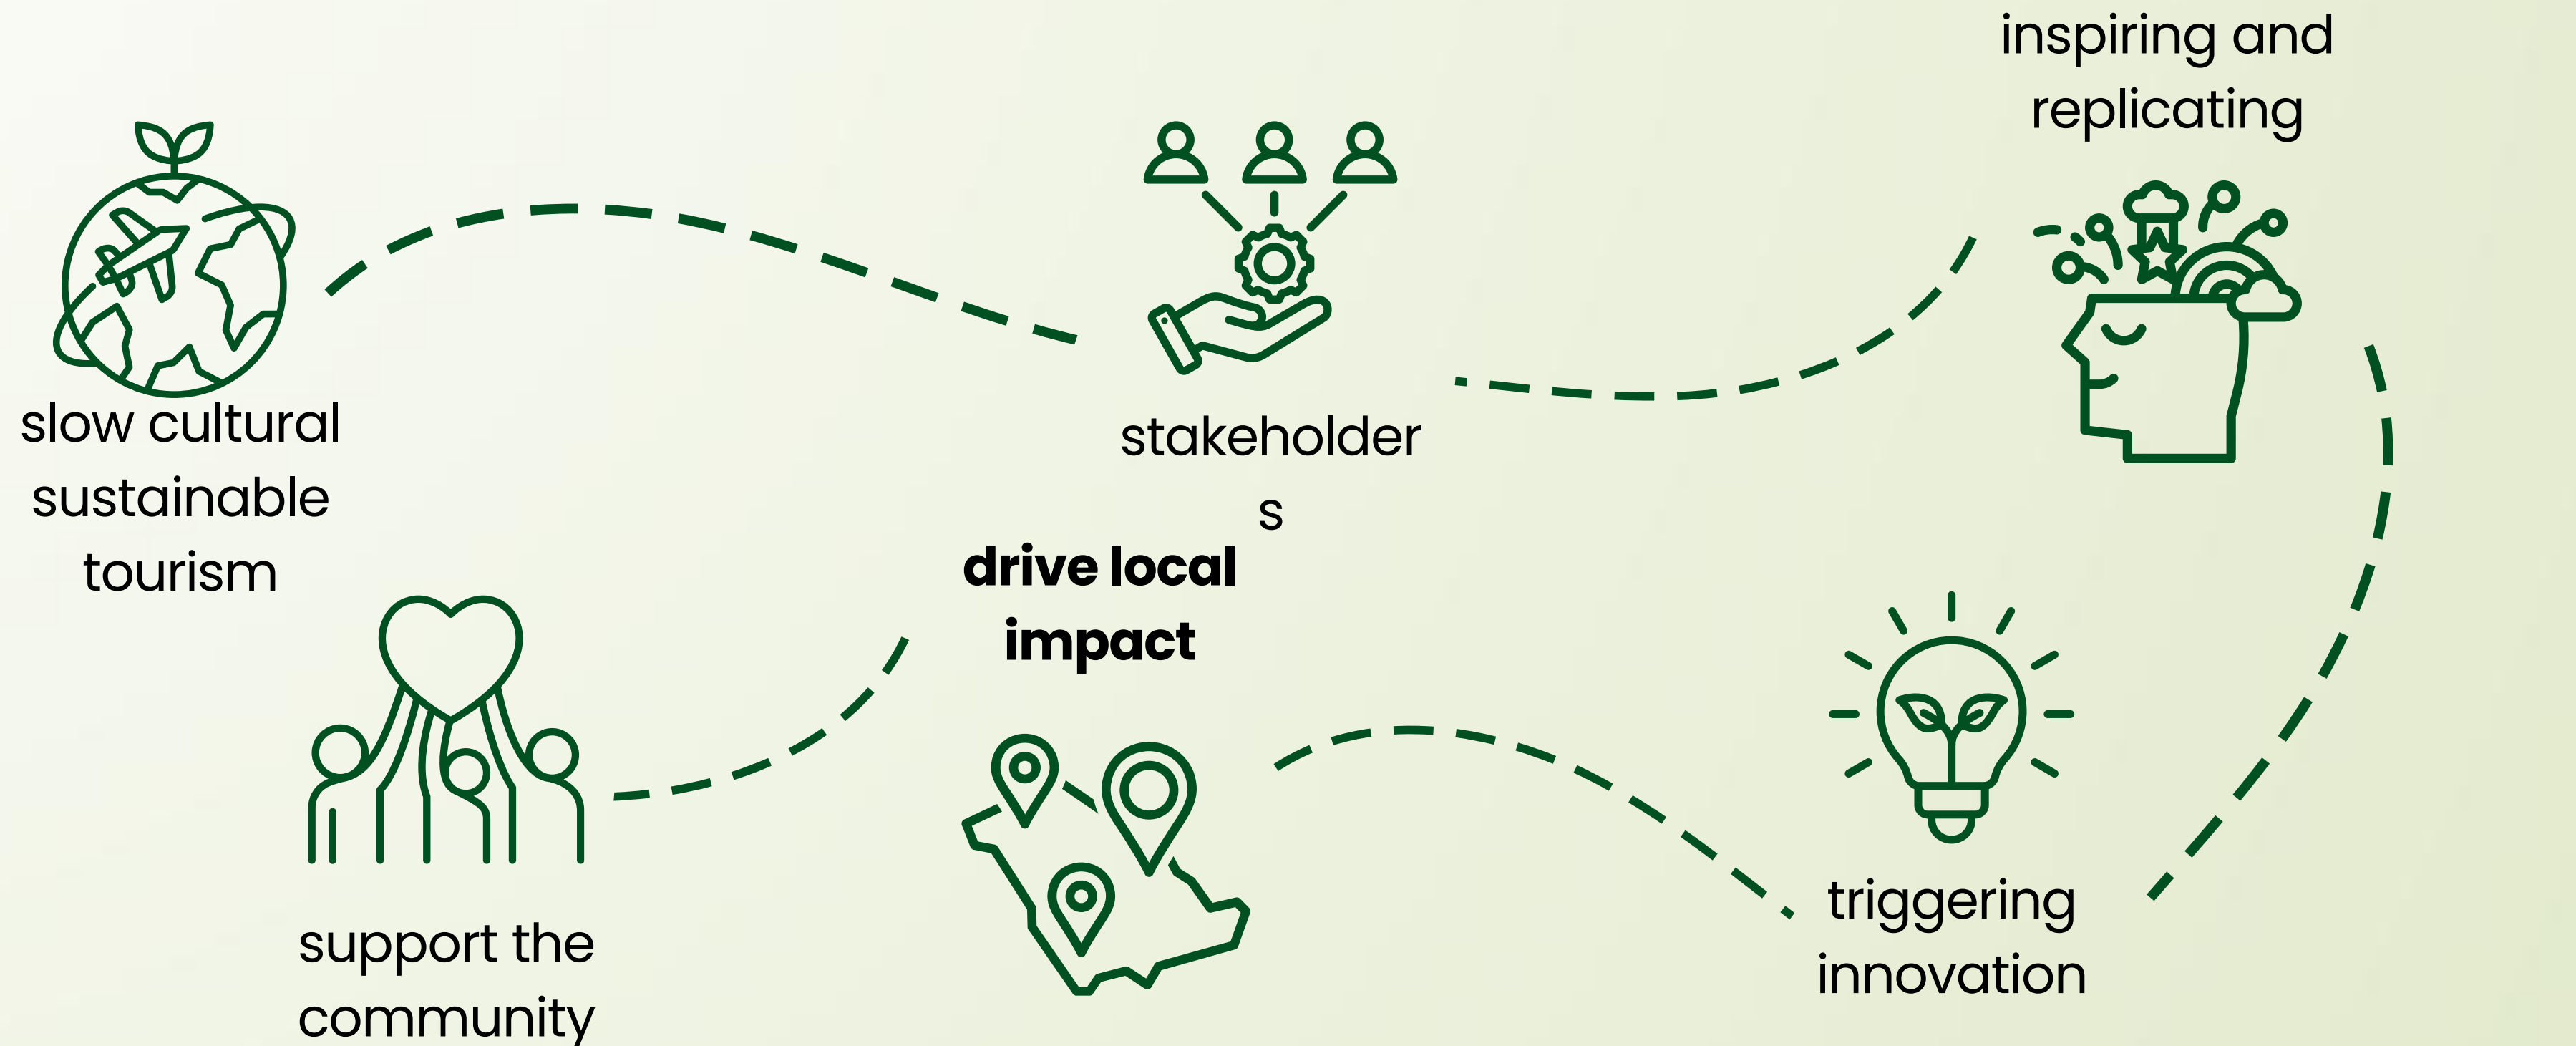 slow cultural
sustainable
tourism
stakeholder
s
inspiring and
replicating
triggering
innovation
drive local
impact
support the
community